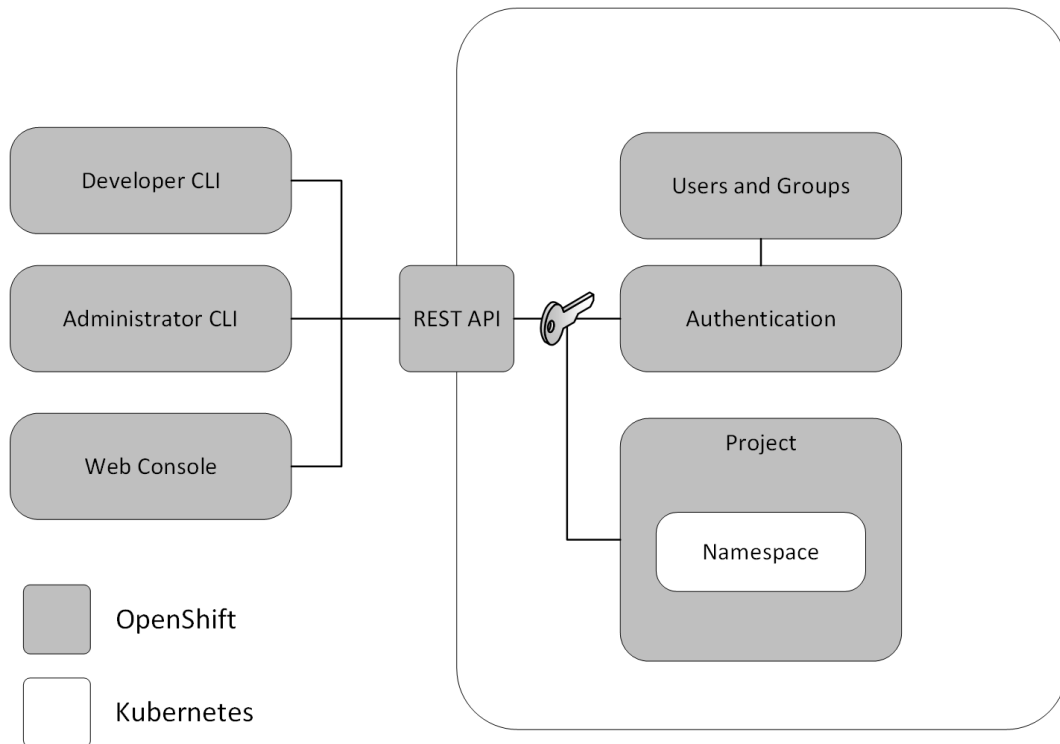 Developer CLI
Users and Groups
Administrator CLI
REST API
Authentication
Web Console
Project
Namespace
OpenShift
Kubernetes